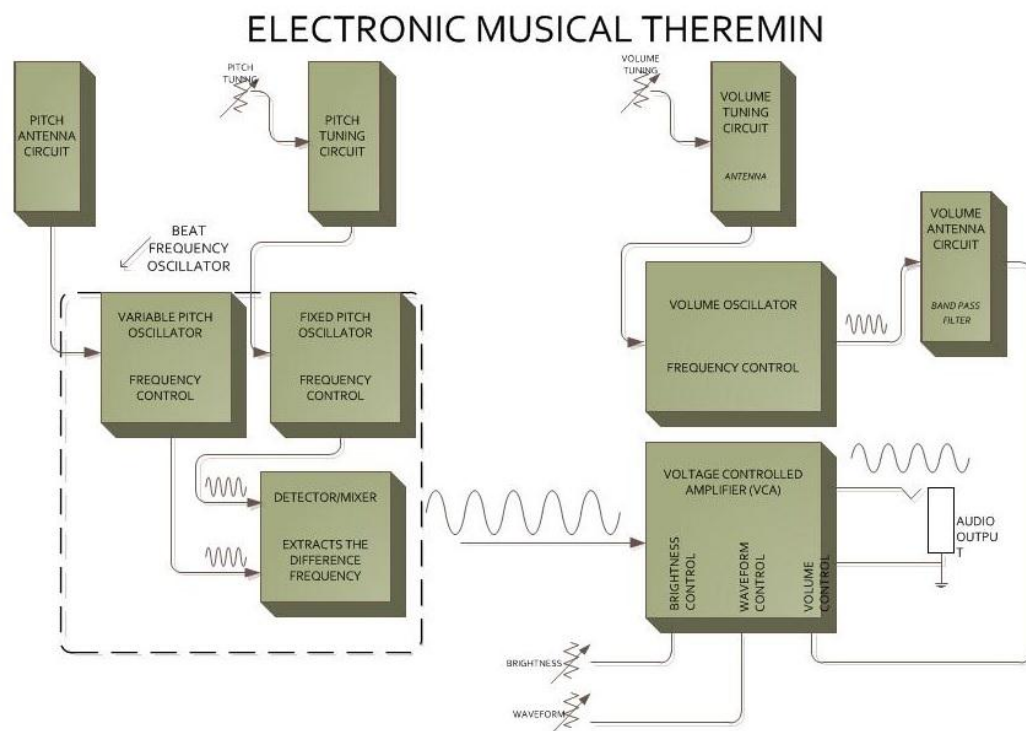 ELECTRONIC MUSICAL THEREMIN
PITCH
ANTENNA
CIRCUIT
PITCH
TUNING
PITCH
TUNING
CIRCUIT
VOLUME
TUNING
VOLUME
TUNING
CIRCUIT
ANTENNA
VOLUME
ANTENNA
CIRCUIT
BAND PASS
FILTER
BEAT
FREQUENCY
OSCILLATOR
VARIABLE PITCH
OSCILLATOR
FREQUENCY
CONTROL
FIXED PITCH
OSCILLATOR
FREQUENCY
CONTROL
VOLUME OSCILLATOR
FREQUENCY CONTROL
DETECTOR/MIXER
EXTRACTS THE
DIFFERENCE
FREQUENCY
VOLTAGE CONTROLLED
AMPLIFIER (VCA)
BRIGHTNESS
CONTROL
WAVEFORM
CONTROL
VOLUME
CONTROL
AUDIO
OUTPU
T
BRIGHTNESS
WAVEFORM